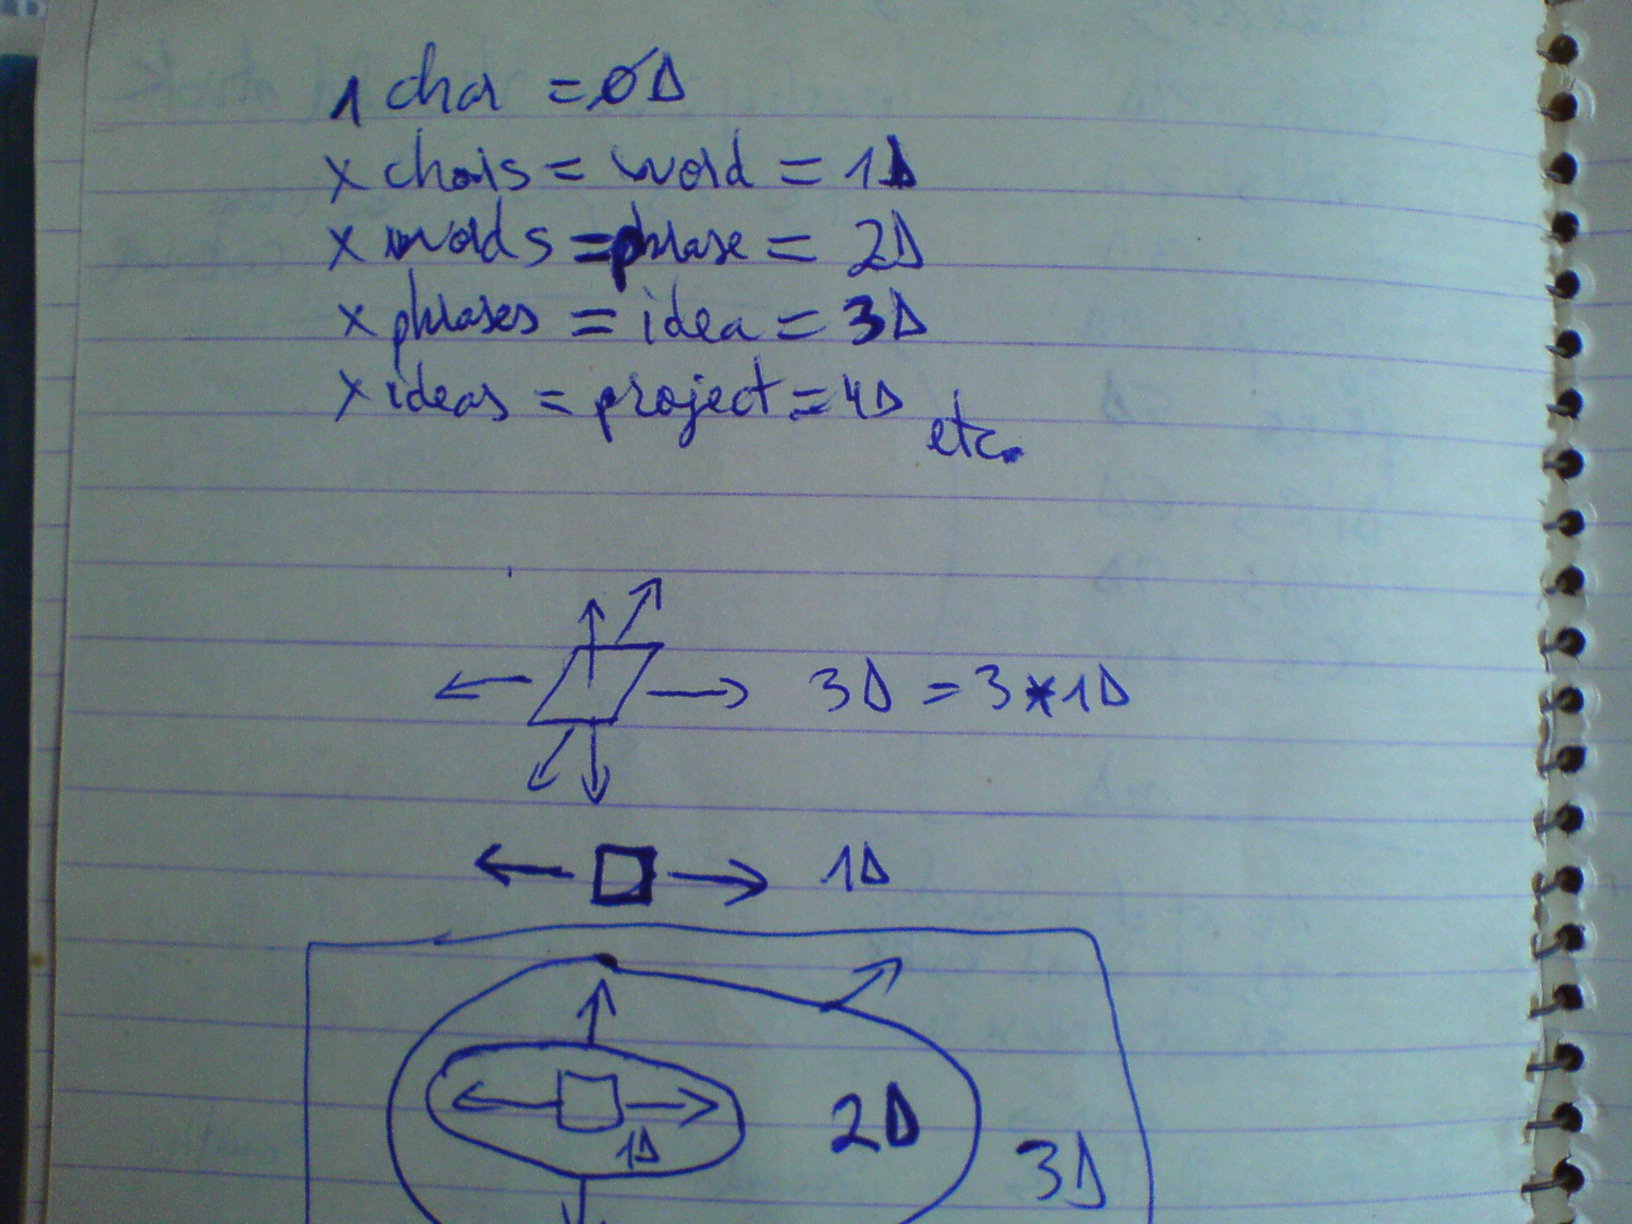 1 char = 0D
x chars = word = 1D
x words = phrase = 2D
x phrases = idea = 3D
x ideas = project = 4D
etc.
3D = 3*1D
1D
1D
2D
3D